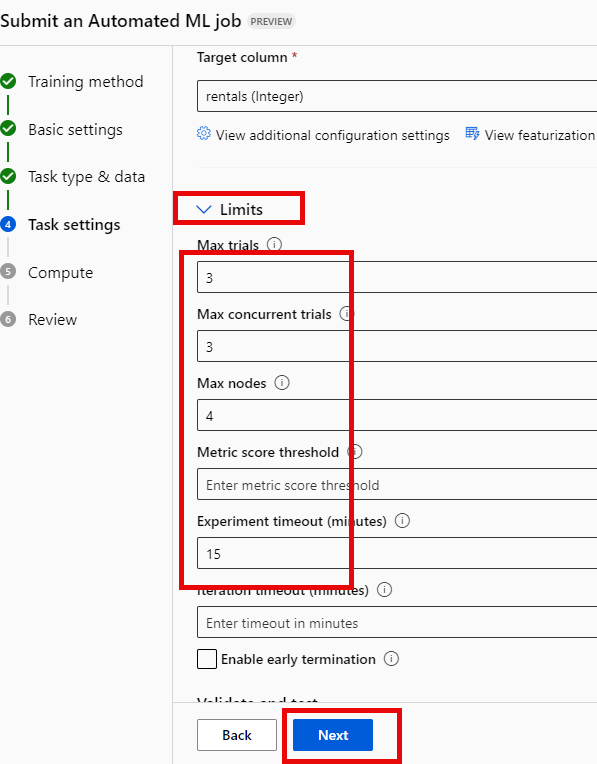 Submit an Automated ML job PREVIEW
Training method
Basic settings
Task type & data
4 Task settings
5 Compute
6 Review
Target column *
rentals (Integer)
View additional configuration settings View featurization
Limits
Max trials
3
Max concurrent trials
3
Max nodes
4
Metric score threshold
Enter metric score threshold
Experiment timeout (minutes)
15
Iteration timeout (minutes)
Enter timeout in minutes
Enable early termination
Validate and test
Back Next